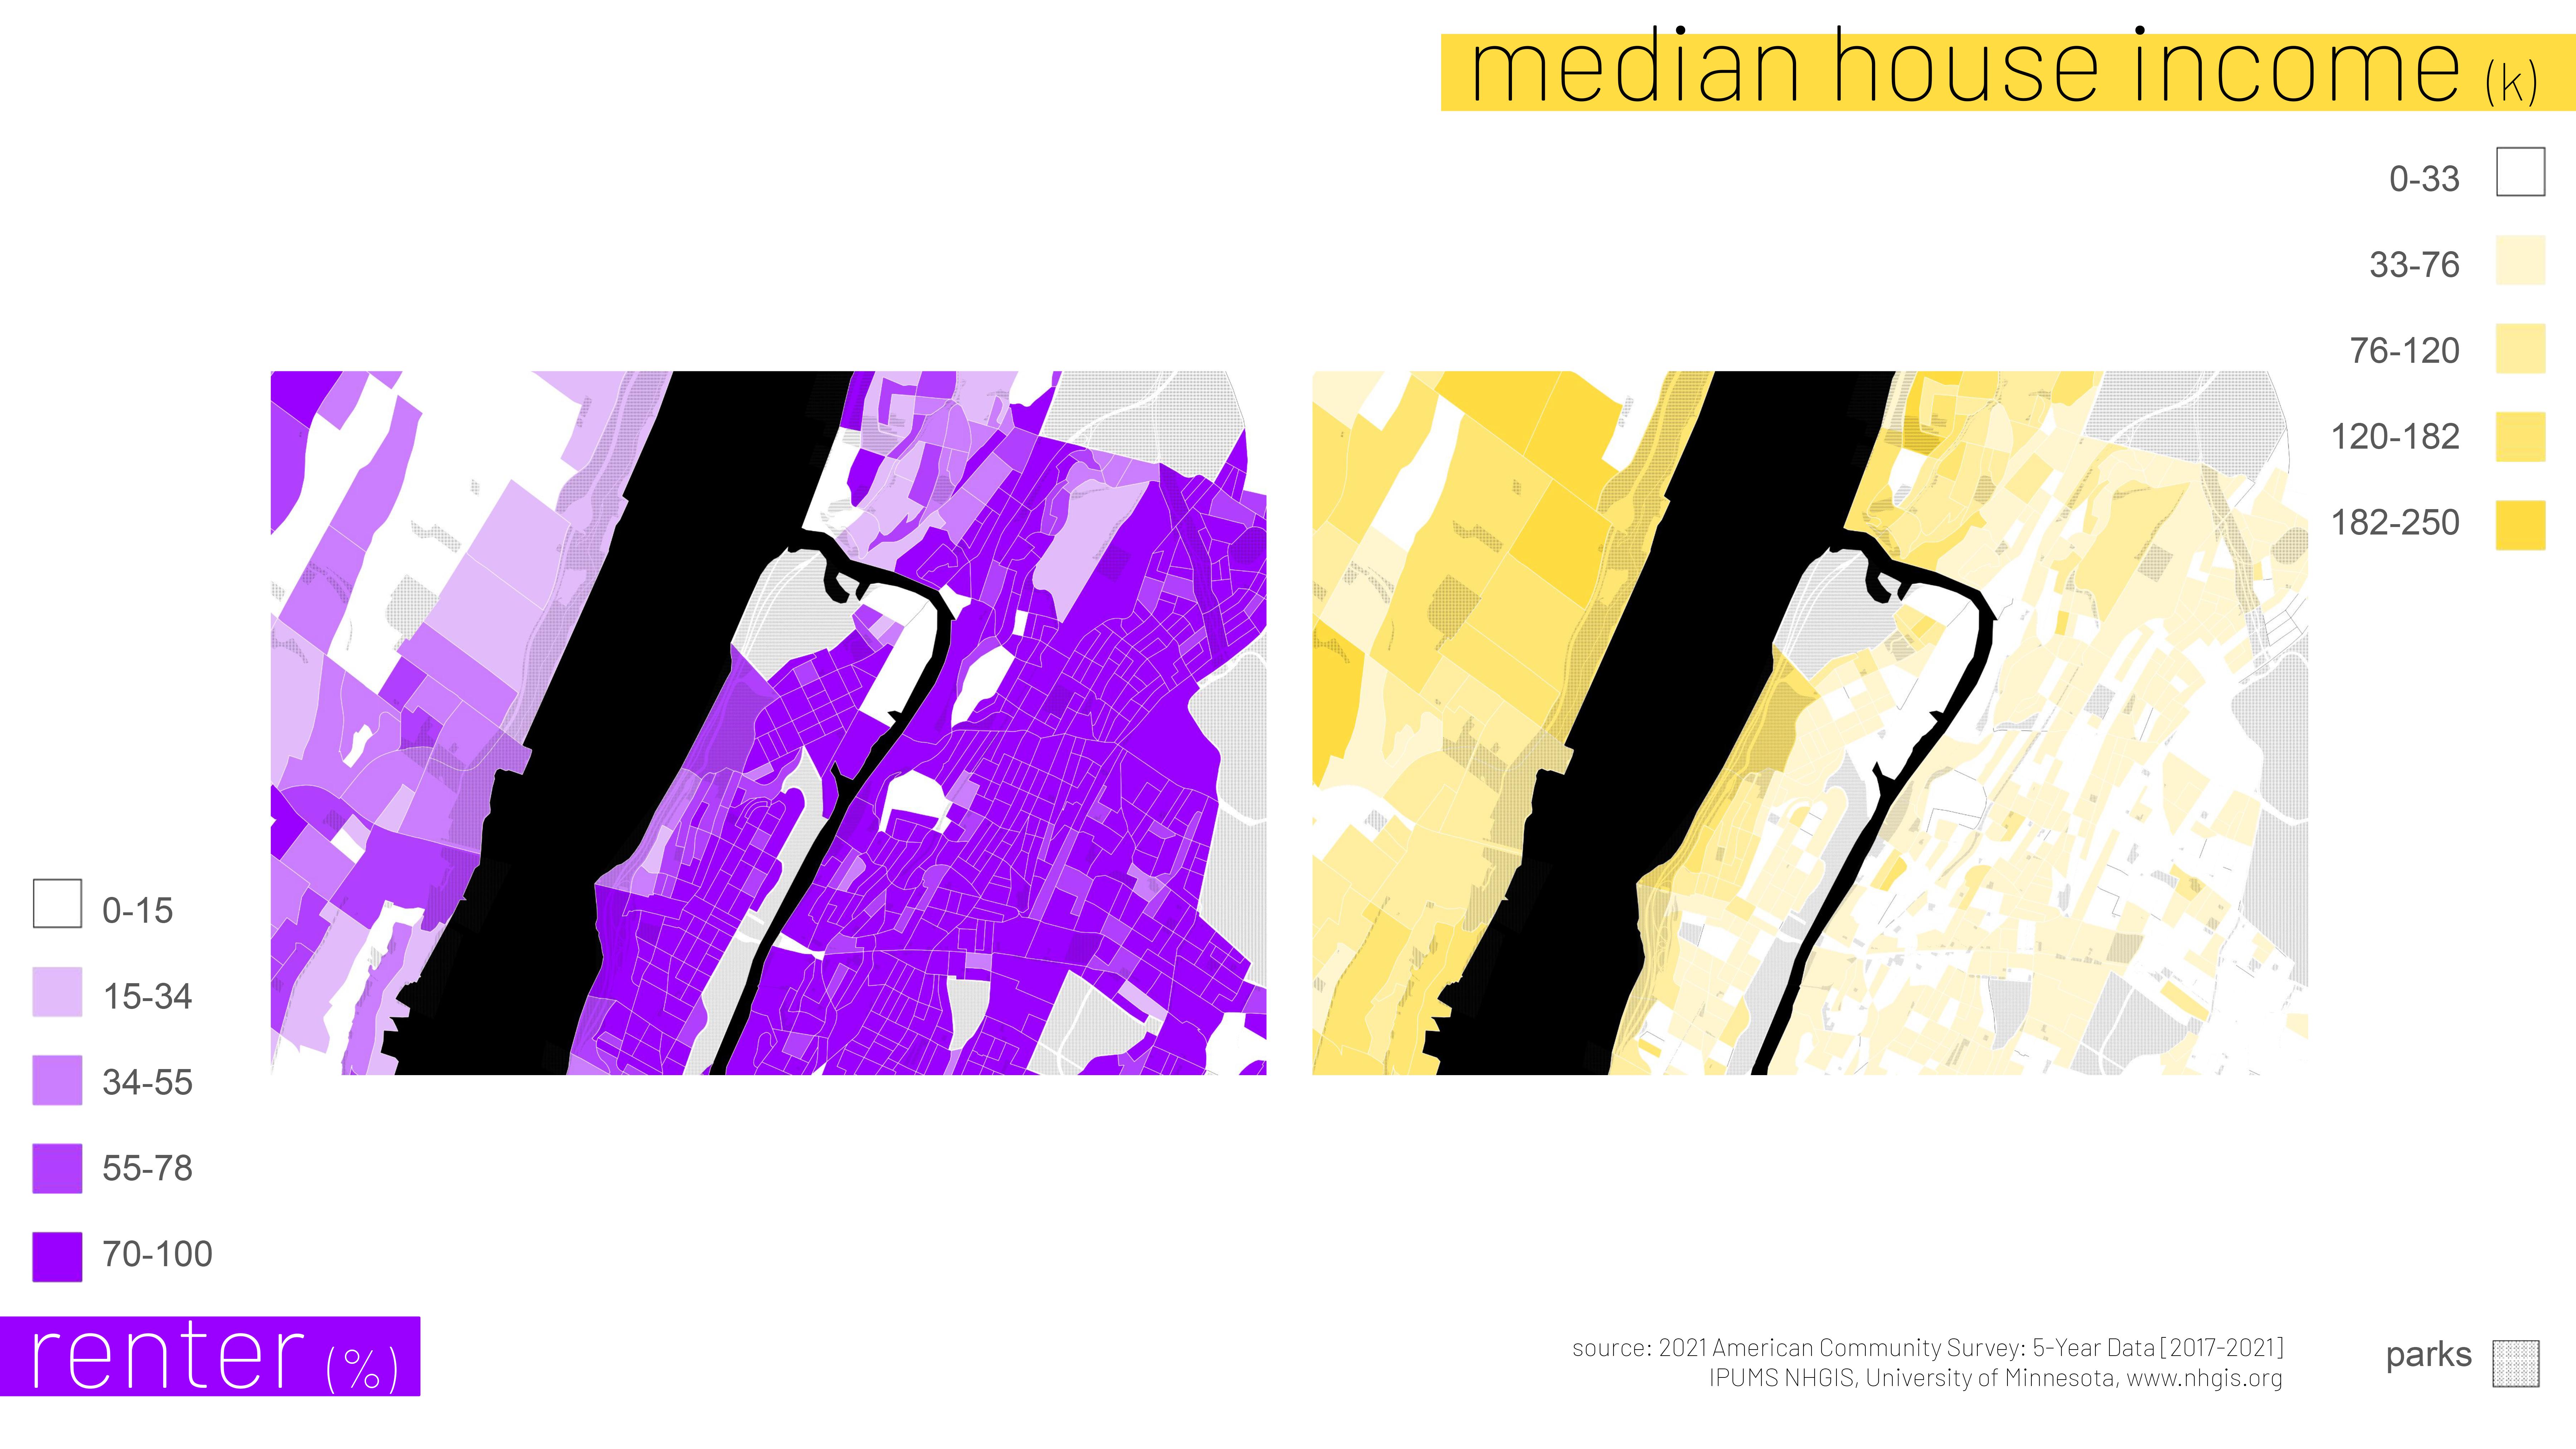 median house income (k)
0-33
33-76
76-120
120-182
182-250
0-15
15-34
34-55
55-78
70-100
renter (%)
source: 2021 American Community Survey: 5-Year Data [2017-2021]
IPUMS NHGIS, University of Minnesota, www.nhgis.org
parks